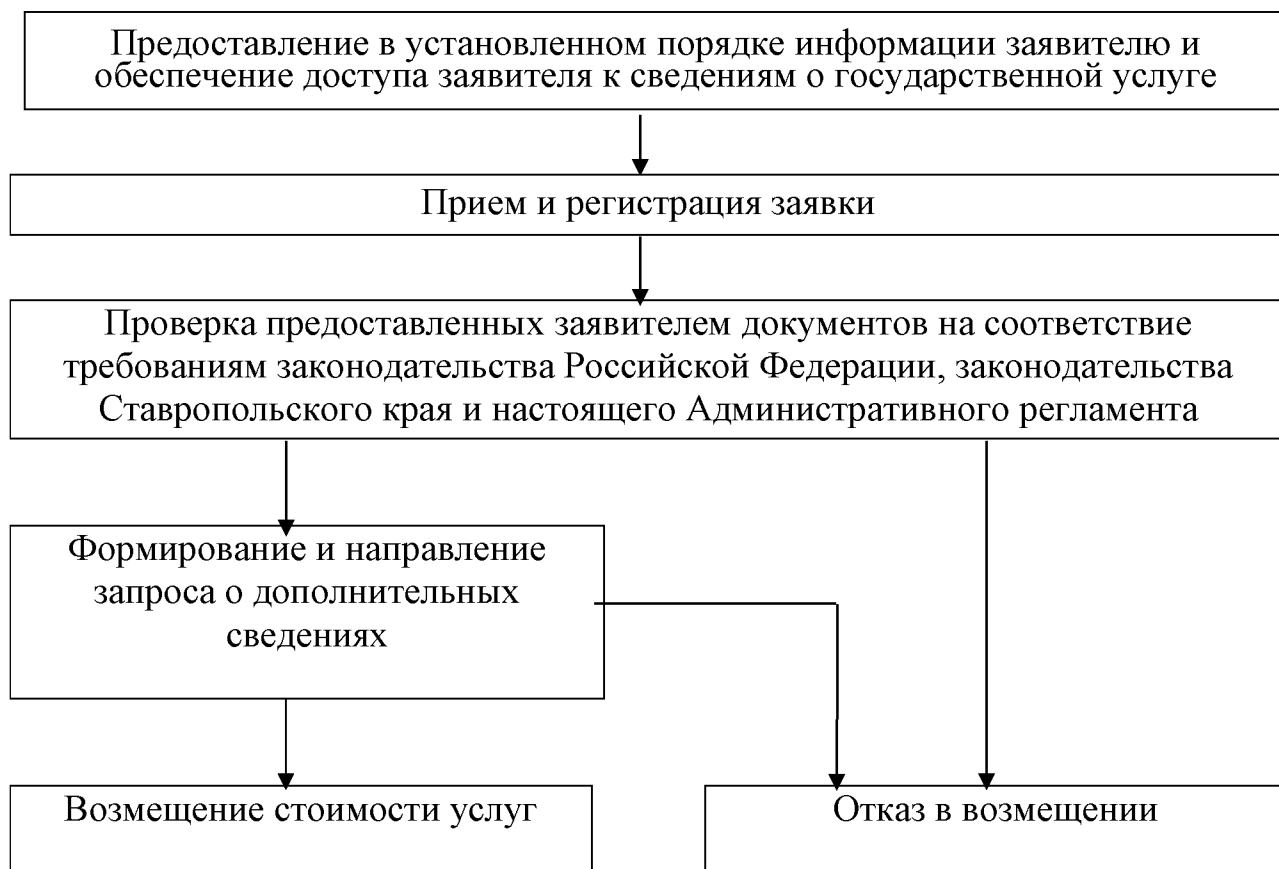 Предоставление в установленном порядке информации заявителю и
обеспечение доступа заявителя к сведениям о государственной услуге
Прием и регистрация заявки
Проверка предоставленных заявителем документов на соответствие
требованиям законодательства Российской Федерации, законодательства
Ставропольского края и настоящего Административного регламента
Формирование и направление
запроса о дополнительных
сведениях
Возмещение стоимости услуг
Отказ в возмещении